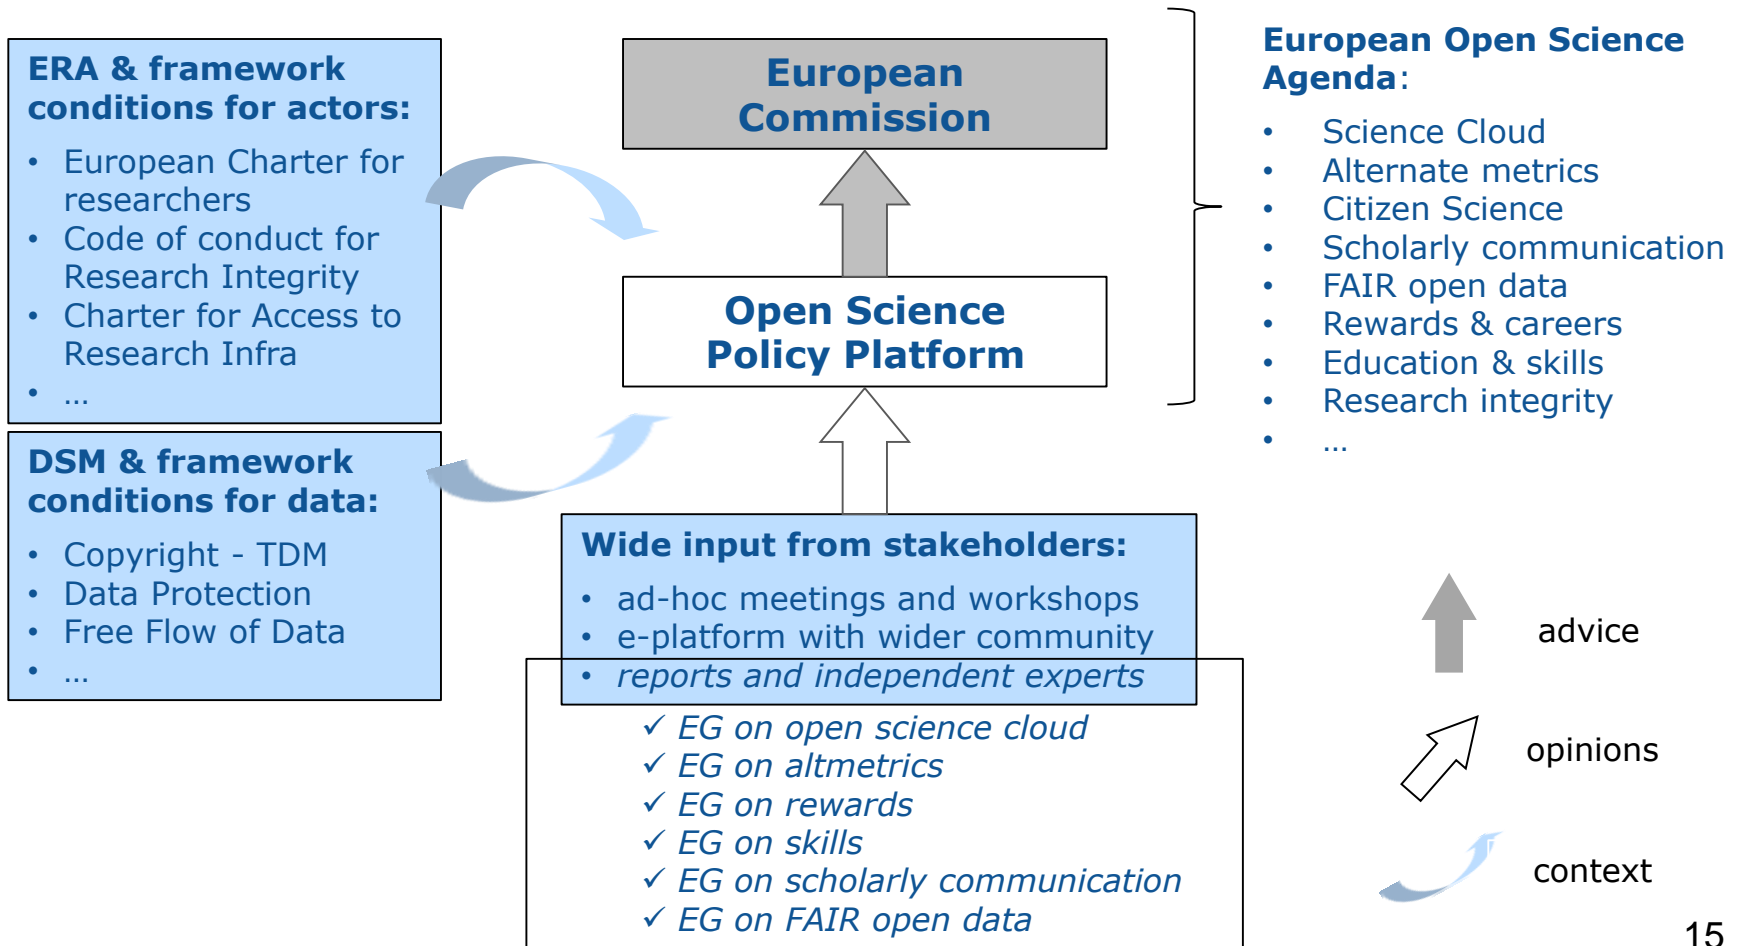 ERA & framework
conditions for actors:
• European Charter for
researchers
• Code of conduct for
Research Integrity
• Charter for Access to
Research Infra
• ...
DSM & framework
conditions for data:
• Copyright - TDM
• Data Protection
• Free Flow of Data
• ...
European
Commission
Open Science
Policy Platform
Wide input from stakeholders:
• ad-hoc meetings and workshops
• e-platform with wider community
• reports and independent experts
✓ EG on open science cloud
✓ EG on altmetrics
✓ EG on rewards
✓ EG on skills
✓ EG on scholarly communication
✓ EG on FAIR open data
European Open Science
Agenda:
• Science Cloud
• Alternate metrics
• Citizen Science
• Scholarly communication
• FAIR open data
• Rewards & careers
• Education & skills
• Research integrity
• ...
advice
opinions
context
15